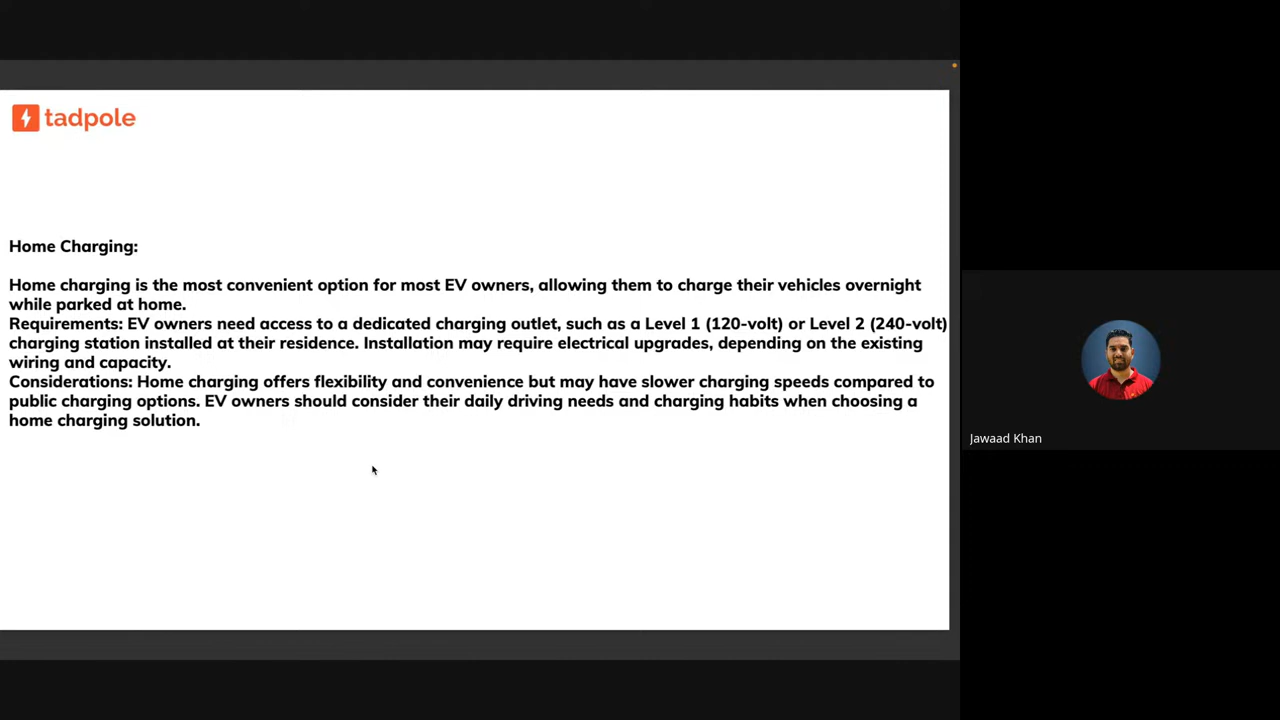 tadpole
Home Charging:
Home charging is the most convenient option for most EV owners, allowing them to charge their vehicles overnight
while parked at home.
Requirements: EV owners need access to a dedicated charging outlet, such as a Level 1 (120-volt) or Level 2 (240-volt)
charging station installed at their residence. Installation may require electrical upgrades, depending on the existing
wiring and capacity.
Considerations: Home charging offers flexibility and convenience but may have slower charging speeds compared to
public charging options. EV owners should consider their daily driving needs and charging habits when choosing a
home charging solution.
Jawaad Khan